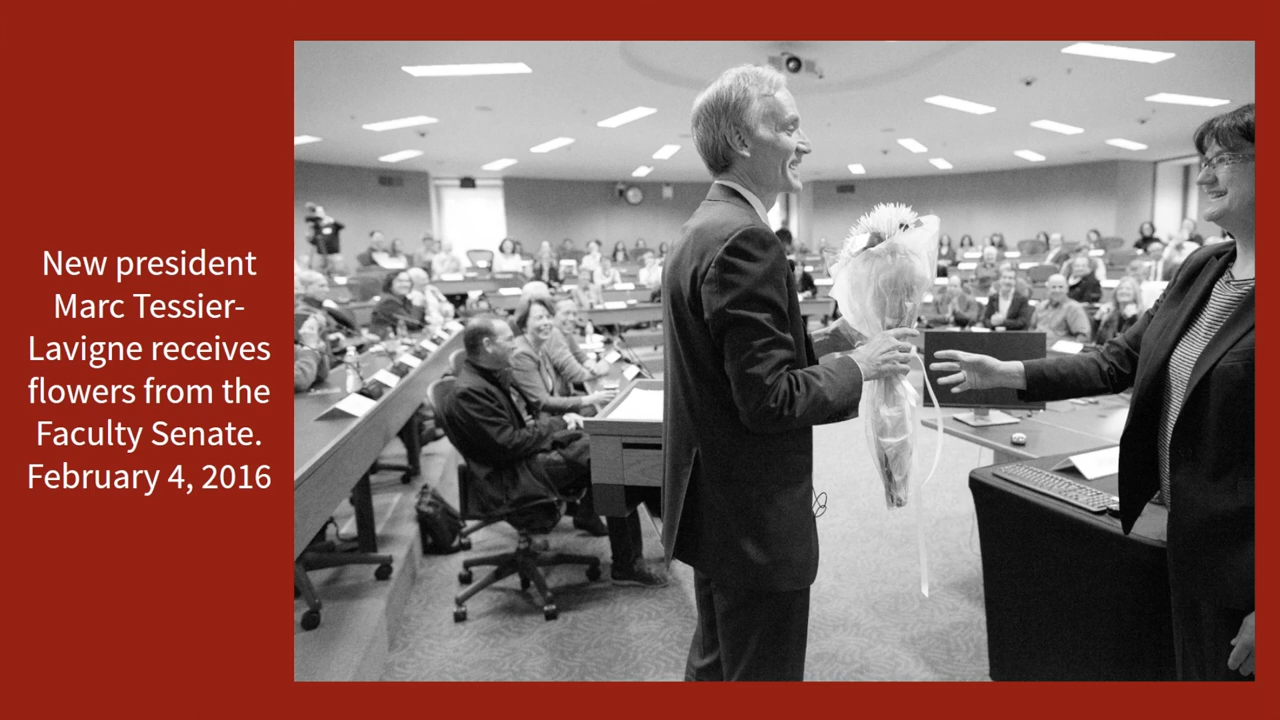 New president
Marc Tessier-
Lavigne receives
flowers from the
Faculty Senate.
February 4, 2016